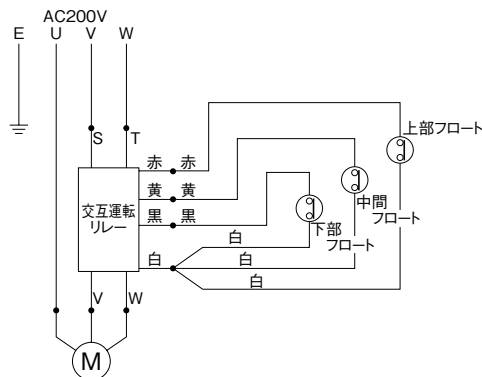 AC200V
E U V W
S T
赤 赤
黄 黄
黒 黒
白
交互運転
リレー
上部フロート
中間
フロート
下部
フロート
白
白
白
V W
M